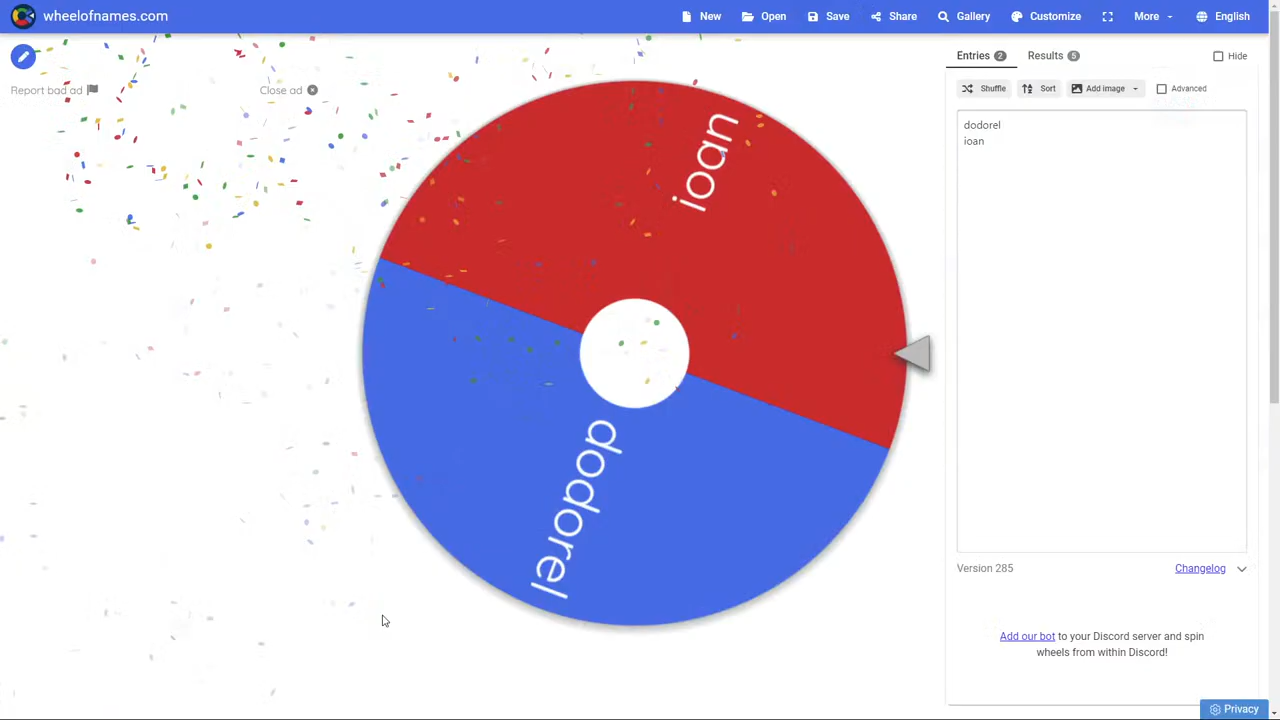 wheelofnames.com
New Open Save Share Gallery Customize More English
Report bad ad
Close ad
Entries 2 Results 5 Hide
Shuffle Sort Add image Advanced
dodorel
ioan
ioan
dodorel
Version 285 Changelog
Add our bot to your Discord server and spin
wheels from within Discord!
Privacy